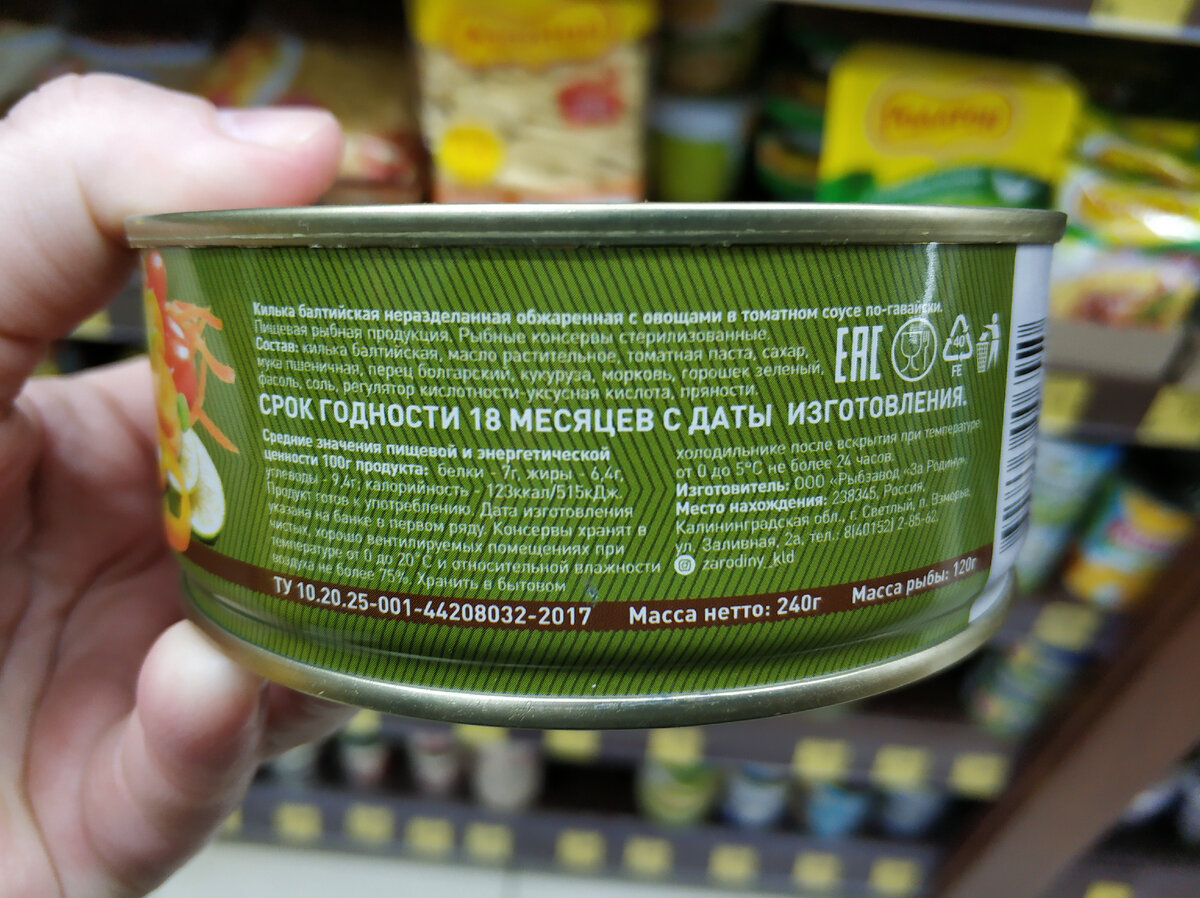 Килька балтийская неразделанная обжаренная с овощами в томатном соусе по-гавайски.
Пищевая рыбная продукция. Рыбные консервы стерилизованные.
Состав: килька балтийская, масло растительное, томатная паста, сахар,
мука пшеничная, перец болгарский, кукуруза, морковь, горошек зеленый,
фасоль, соль, регулятор кислотности-уксусная кислота, пряности.
EAC
40
FE
СРОК ГОДНОСТИ 18 МЕСЯЦЕВ С ДАТЫ ИЗГОТОВЛЕНИЯ.
Средние значения пищевой и энергетической
ценности 100г продукта: белки - 7г, жиры - 6,4г,
углеводы - 9,4г; калорийность - 123ккал/515кДж.
Продукт готов к употреблению. Дата изготовления
указана на банке в первом ряду. Консервы хранят в
чистых, хорошо вентилируемых помещениях при
температуре от 0 до 20°С и относительной влажности
воздуха не более 75%. Хранить в бытовом
холодильнике после вскрытия при температуре
от 0 до 5°С не более 24 часов.
Изготовитель: ООО «Рыбзавод «За Родину»
Место нахождения: 238345, Россия,
Калининградская обл., г. Светлый, п. Взморье,
ул. Заливная, 2а, тел.: 8(40152) 2-85-62.
zarodiny_kld
ТУ 10.20.25-001-44208032-2017 Масса нетто: 240г Масса рыбы: 120г